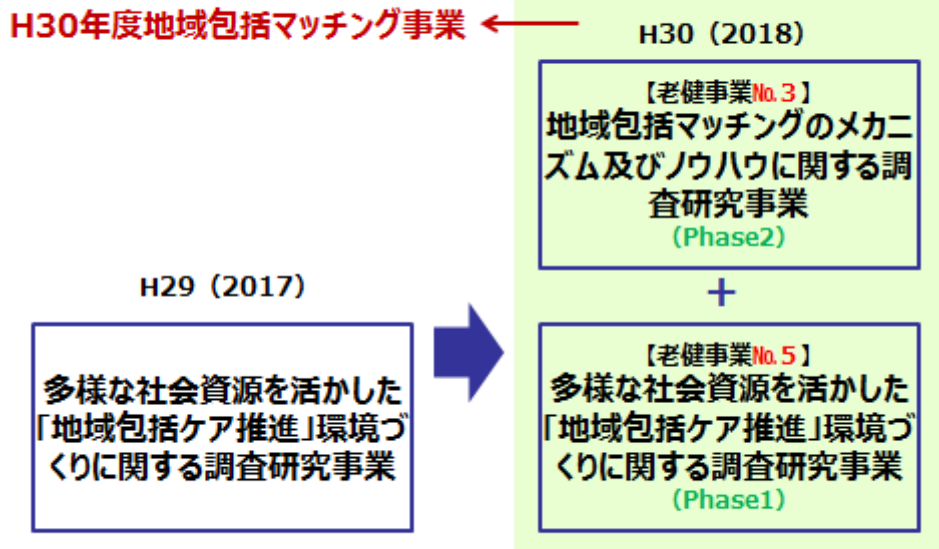 H30年度地域包括マッチング事業
H30（2018）
【老健事業№3】
地域包括マッチングのメカニ
ズム及びノウハウに関する調
査研究事業
（Phase2）
＋
H29（2017）
多様な社会資源を活かした
「地域包括ケア推進」環境づ
くりに関する調査研究事業
【老健事業№5】
多様な社会資源を活かした
「地域包括ケア推進」環境づ
くりに関する調査研究事業
（Phase1）